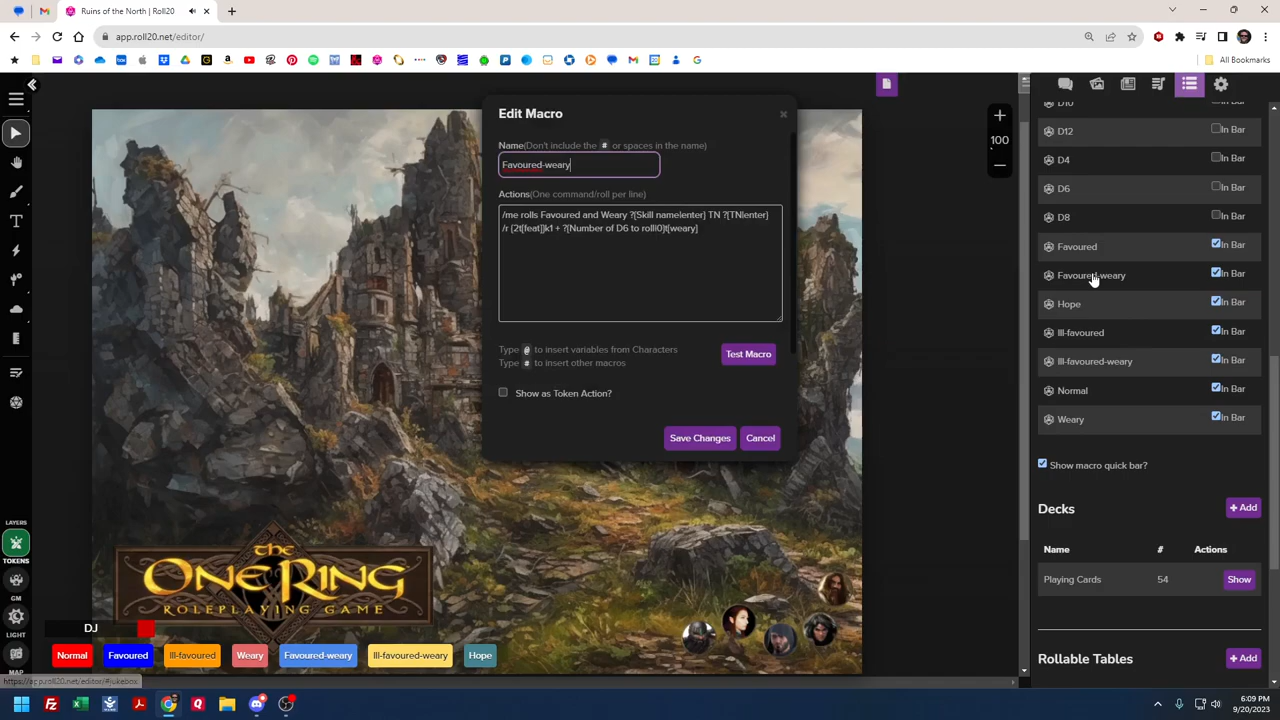 Ruins of the North | Roll20
app.roll20.net/editor/
All Bookmarks
Edit Macro
Name(Don't include the # or spaces in the name)
Favoured-weary
Actions(One command/roll per line)
/me rolls Favoured and Weary ?{Skill name|enter} TN ?{TN|enter}
/r {2t[feat]}k1 + ?{Number of D6 to roll|0}t[weary]
Type @ to insert variables from Characters
Type # to insert other macros
Test Macro
Show as Token Action?
Save Changes
Cancel
100
D10 In Bar
D12 In Bar
D4 In Bar
D6 In Bar
D8 In Bar
Favoured In Bar
Favoured-weary In Bar
Hope In Bar
Ill-favoured In Bar
Ill-favoured-weary In Bar
Normal In Bar
Weary In Bar
Show macro quick bar?
Decks
+ Add
Name # Actions
Playing Cards 54 Show
Rollable Tables
+ Add
LAYERS
TOKENS
GM
LIGHT
MAP
the
ONE RING
ROLEPLAYING GAME
DJ
Normal Favoured Ill-favoured Weary Favoured-weary Ill-favoured-weary Hope
https://app.roll20.net/editor/#jukebox
6:09 PM
9/20/2023